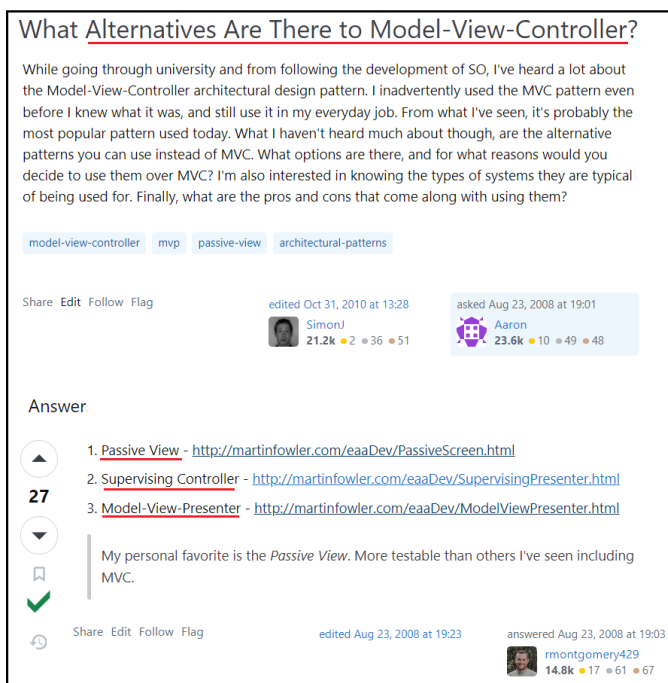 What Alternatives Are There to Model-View-Controller?
While going through university and from following the development of SO, I've heard a lot about
the Model-View-Controller architectural design pattern. I inadvertently used the MVC pattern even
before I knew what it was, and still use it in my everyday job. From what I've seen, it's probably the
most popular pattern used today. What I haven't heard much about though, are the alternative
patterns you can use instead of MVC. What options are there, and for what reasons would you
decide to use them over MVC? I'm also interested in knowing the types of systems they are typical
of being used for. Finally, what are the pros and cons that come along with using them?
model-view-controller mvp passive-view architectural-patterns
Share Edit Follow Flag
edited Oct 31, 2010 at 13:28
SimonJ
21.2k 2 36 51
asked Aug 23, 2008 at 19:01
Aaron
23.6k 10 49 48
Answer
27
1. Passive View - http://martinfowler.com/eaaDev/PassiveScreen.html
2. Supervising Controller - http://martinfowler.com/eaaDev/SupervisingPresenter.html
3. Model-View-Presenter - http://martinfowler.com/eaaDev/ModelViewPresenter.html
My personal favorite is the Passive View. More testable than others I've seen including
MVC.
Share Edit Follow Flag
edited Aug 23, 2008 at 19:23
answered Aug 23, 2008 at 19:03
rmontgomery429
14.8k 17 61 67